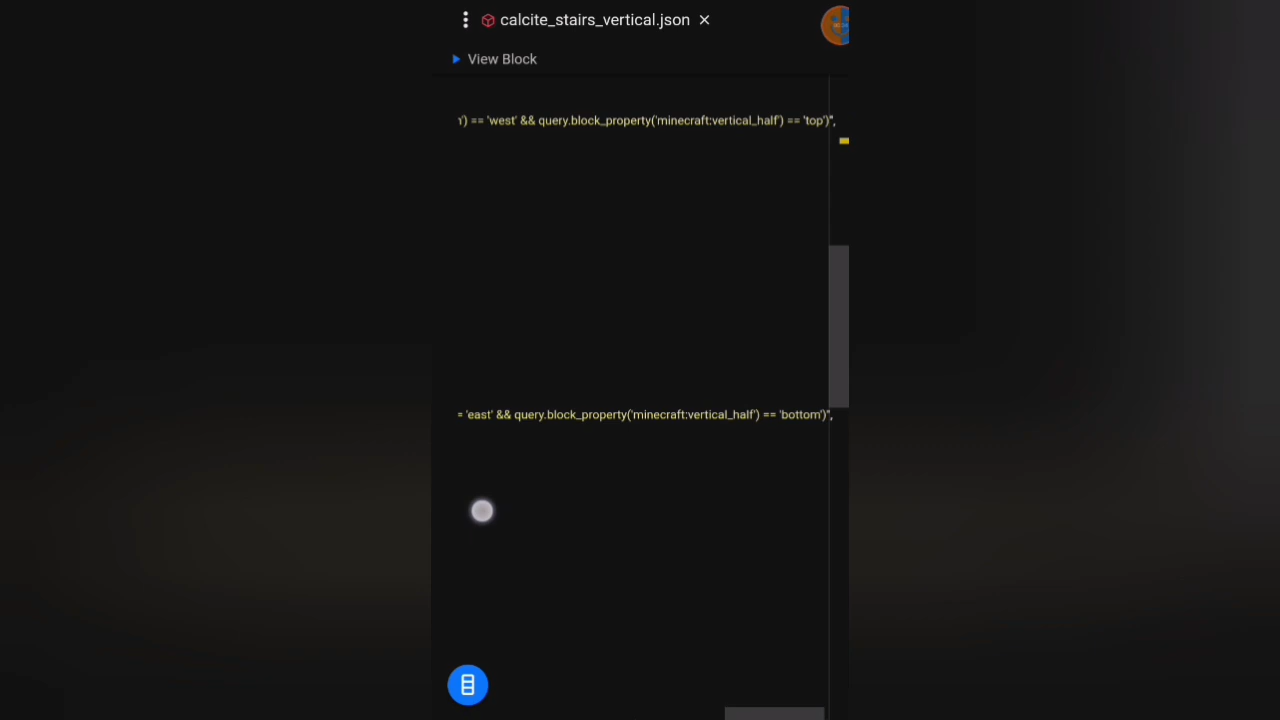 calcite_stairs_vertical.json ×
View Block
') == 'west' && query.block_property('minecraft:vertical_half') == 'top')",
= 'east' && query.block_property('minecraft:vertical_half') == 'bottom')",